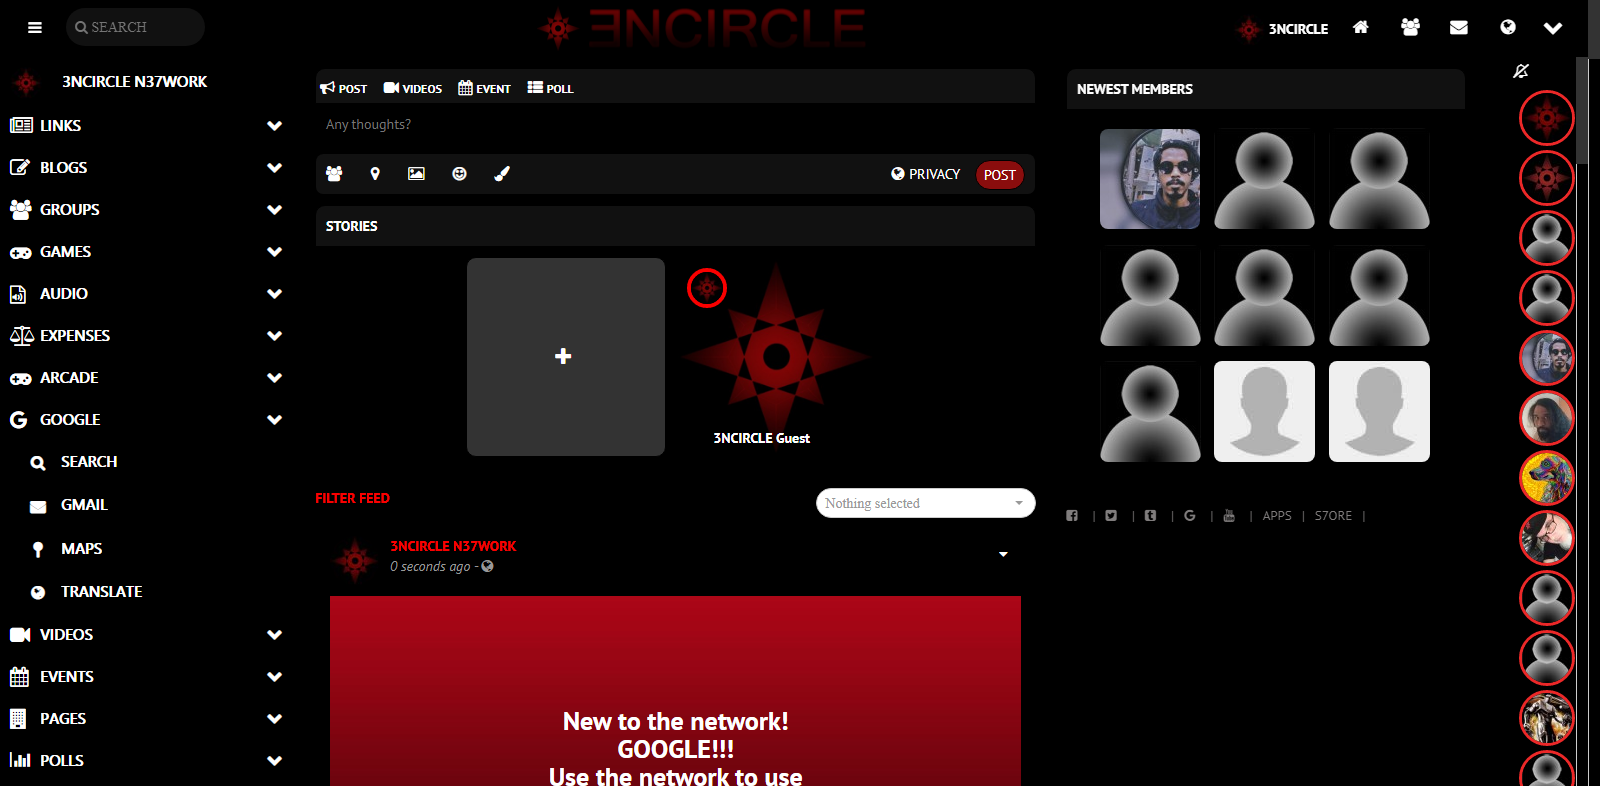 SEARCH
ƎNCIRCLE
3NCIRCLE
3NCIRCLE N37WORK
LINKS
BLOGS
GROUPS
GAMES
AUDIO
EXPENSES
ARCADE
GOOGLE
SEARCH
GMAIL
MAPS
TRANSLATE
VIDEOS
EVENTS
PAGES
POLLS
POST VIDEOS EVENT POLL
Any thoughts?
PRIVACY POST
STORIES
3NCIRCLE Guest
FILTER FEED
Nothing selected
3NCIRCLE N37WORK
0 seconds ago -
New to the network!
GOOGLE!!!
Use the network to use
NEWEST MEMBERS
| | | | | APPS | S7ORE |